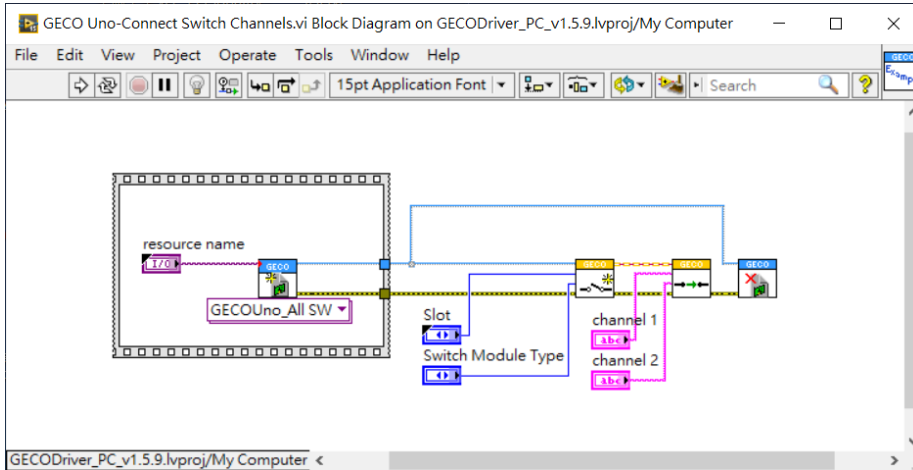 GECO Uno-Connect Switch Channels.vi Block Diagram on GECODriver_PC_v1.5.9.lvproj/My Computer
File Edit View Project Operate Tools Window Help
15pt Application Font
Search
?
GECO
resource name
I/O
GECO
GECOUno_All SW
GECO
GECO
GECO
Slot
Switch Module Type
channel 1
abc
channel 2
abc
GECODriver_PC_v1.5.9.lvproj/My Computer